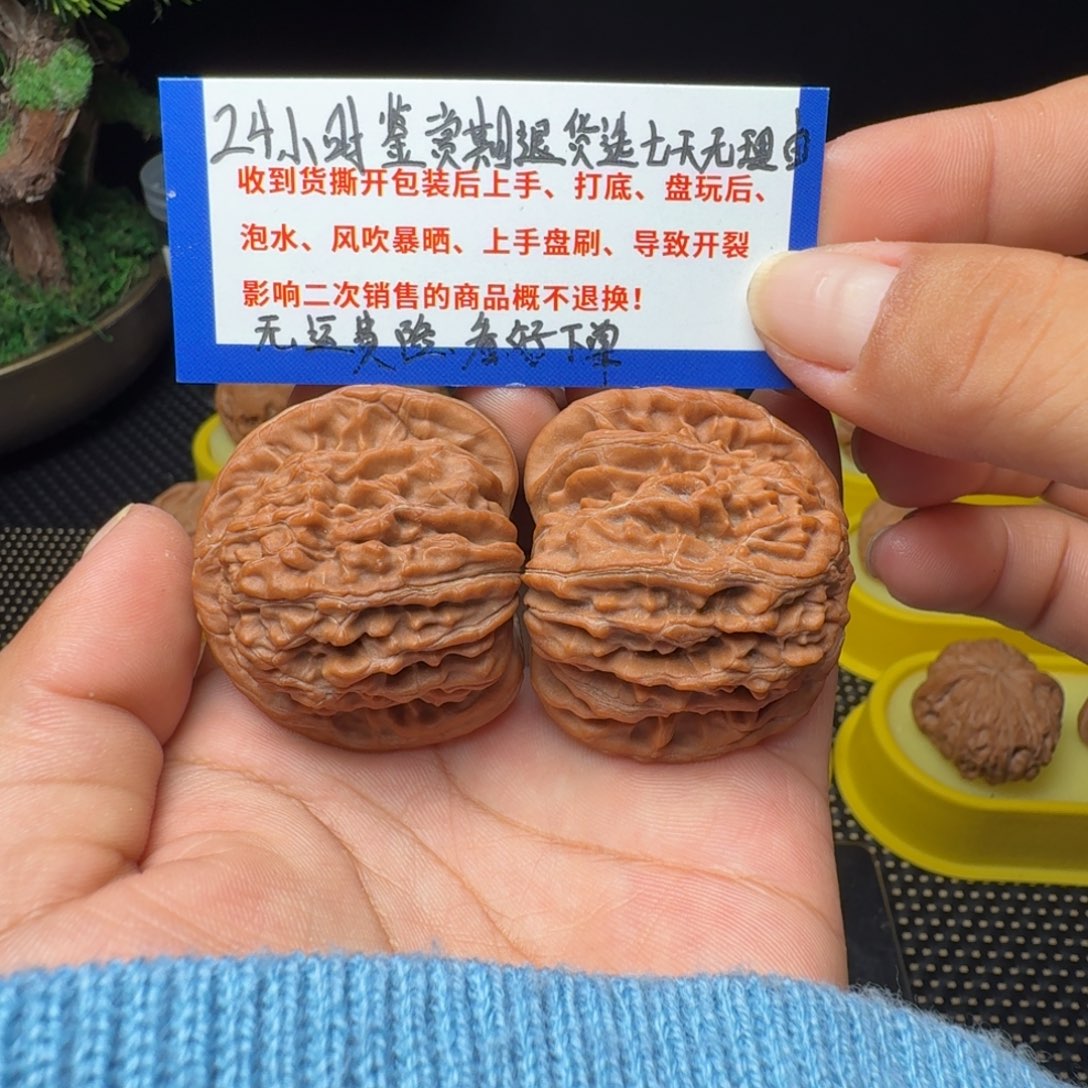 24小时鉴赏期退货选七天无理由
收到货撕开包装后上手、打底、盘玩后、
泡水、风吹暴晒、上手盘刷、导致开裂
影响二次销售的商品概不退换！
无运费险 看好下单